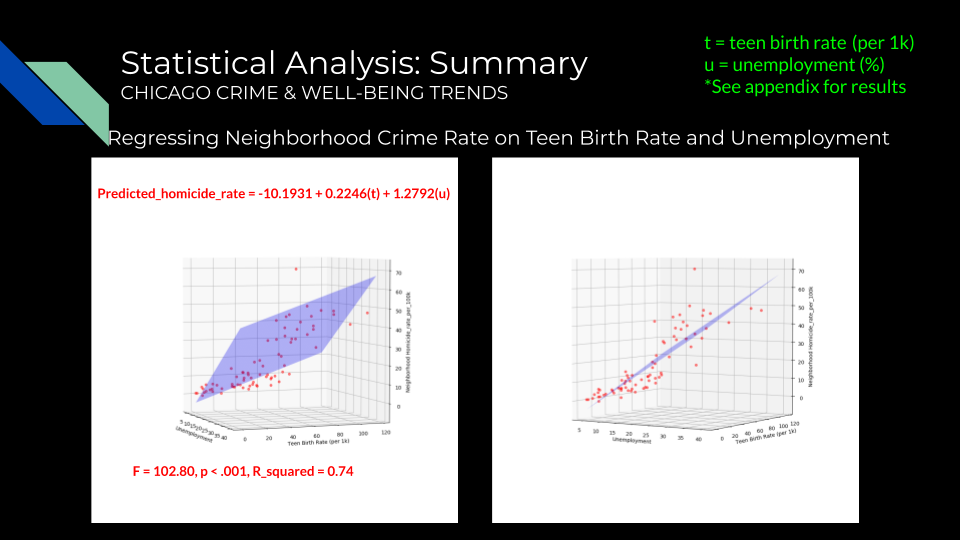 Statistical Analysis: Summary
CHICAGO CRIME & WELL-BEING TRENDS
t = teen birth rate (per 1k)
u = unemployment (%)
*See appendix for results
Regressing Neighborhood Crime Rate on Teen Birth Rate and Unemployment
Predicted_homicide_rate = -10.1931 + 0.2246(t) + 1.2792(u)
70
60
50
40
30
20
10
0
Neighborhood Homicide_rate_per_100k
5 10 15 20 25 30 35 40
Unemployment
0 20 40 60 80 100 120
Teen Birth Rate (per 1k)
F = 102.80, p < .001, R_squared = 0.74
70
60
50
40
30
20
10
0
Neighborhood Homicide_rate_per_100k
5 10 15 20 25 30 35 40
Unemployment
0 20 40 60 80 100 120
Teen Birth Rate (per 1k)